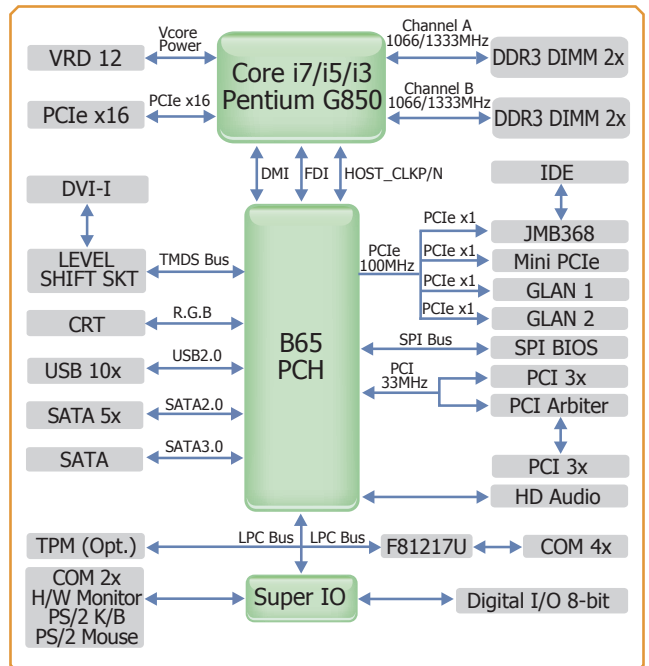 Vcore
Power
VRD 12
PCIe x16
PCIe x16
Core i7/i5/i3
Pentium G850
Channel A
1066/1333MHz
DDR3 DIMM 2x
Channel B
1066/1333MHz
DDR3 DIMM 2x
DMI
FDI
HOST_CLKP/N
DVI-I
LEVEL
SHIFT SKT
TMDS Bus
CRT
R.G.B
USB 10x
USB2.0
SATA 5x
SATA2.0
SATA
SATA3.0
B65
PCH
IDE
PCIe
100MHz
PCIe x1
JMB368
PCIe x1
Mini PCIe
PCIe x1
GLAN 1
PCIe x1
GLAN 2
SPI Bus
SPI BIOS
PCI
33MHz
PCI 3x
PCI Arbiter
PCI 3x
HD Audio
TPM (Opt.)
LPC Bus
LPC Bus
F81217U
COM 4x
COM 2x
H/W Monitor
PS/2 K/B
PS/2 Mouse
Super IO
Digital I/O 8-bit